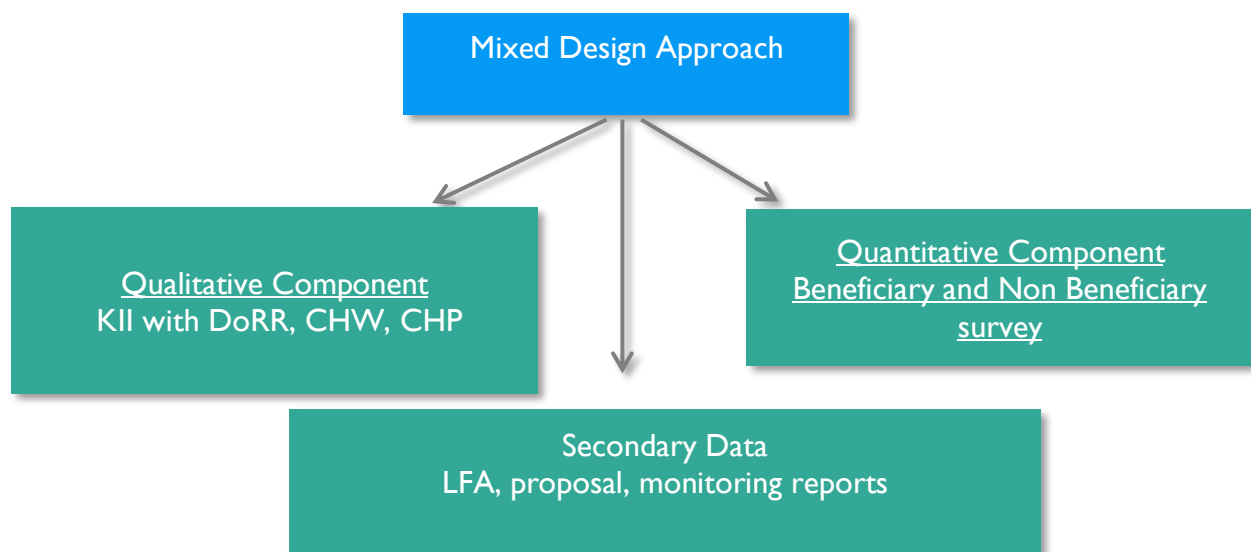 Mixed Design Approach
Qualitative Component
KII with DoRR, CHW, CHP
Quantitative Component
Beneficiary and Non Beneficiary
survey
Secondary Data
LFA, proposal, monitoring reports